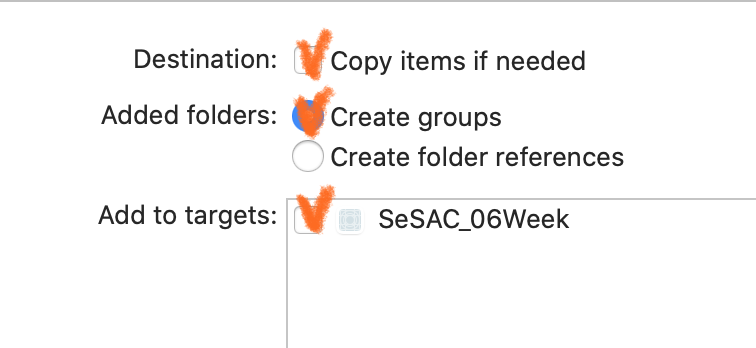 Destination: Copy items if needed
Added folders: Create groups
Create folder references
Add to targets: SeSAC_06Week